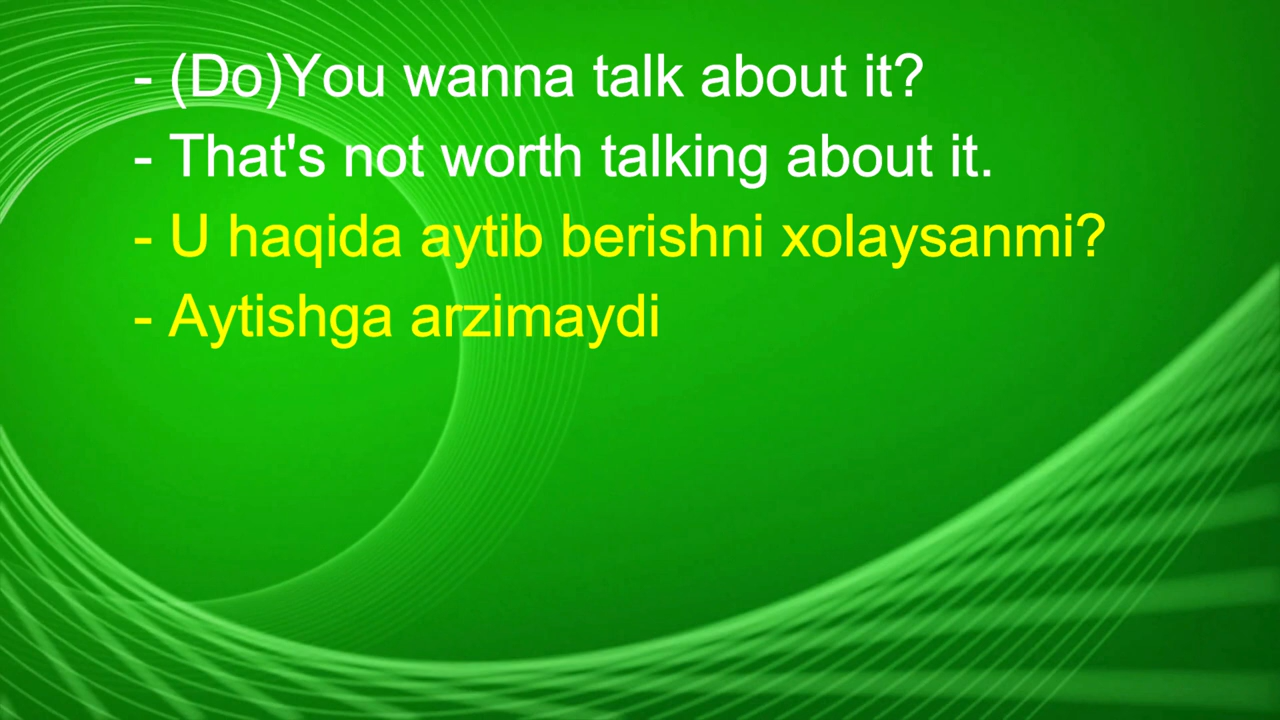 - (Do)You wanna talk about it?
- That's not worth talking about it.
- U haqida aytib berishni xolaysanmi?
- Aytishga arzimaydi